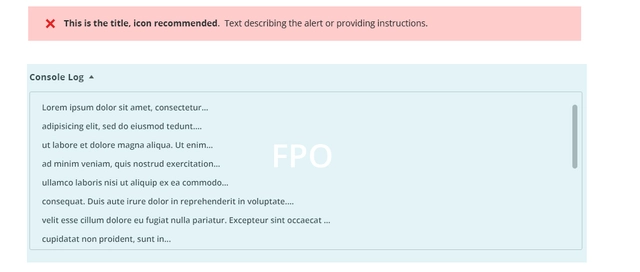 This is the title, icon recommended. Text describing the alert or providing instructions.
Console Log
Lorem ipsum dolor sit amet, consectetur...
adipisicing elit, sed do eiusmod tedunt....
ut labore et dolore magna aliqua. Ut enim...
ad minim veniam, quis nostrud exercitation...
FPO
ullamco laboris nisi ut aliquip ex ea commodo...
consequat. Duis aute irure dolor in reprehenderit in voluptate....
velit esse cillum dolore eu fugiat nulla pariatur. Excepteur sint occaecat ...
cupidatat non proident, sunt in...